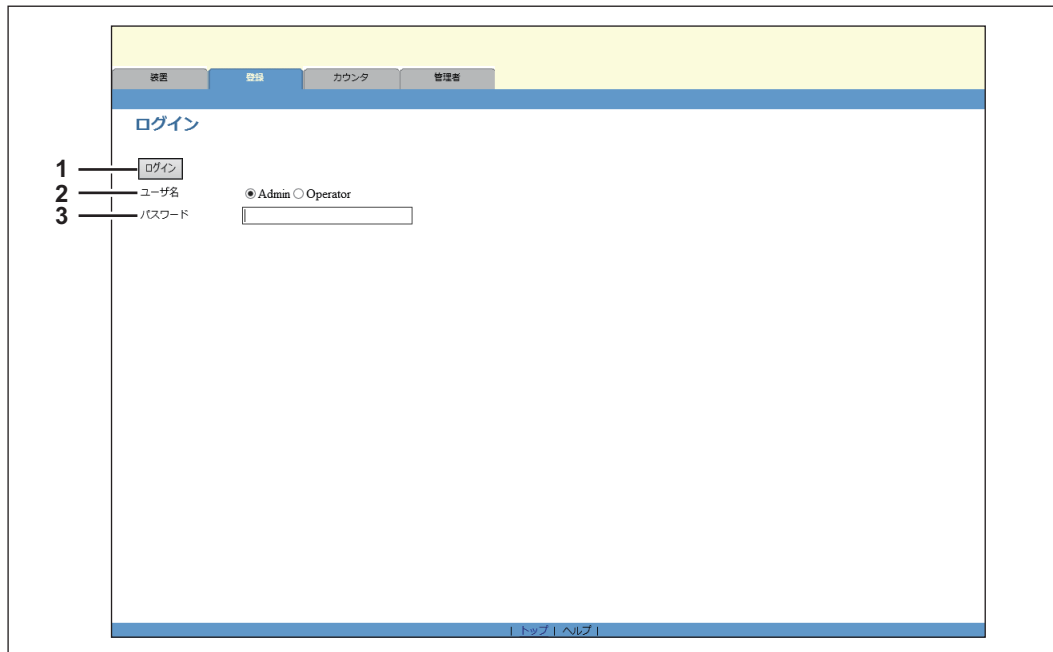 装置 登録 カウンタ 管理者
ログイン
1 ログイン
2 ユーザ名 Admin Operator
3 パスワード
| トップ | ヘルプ |